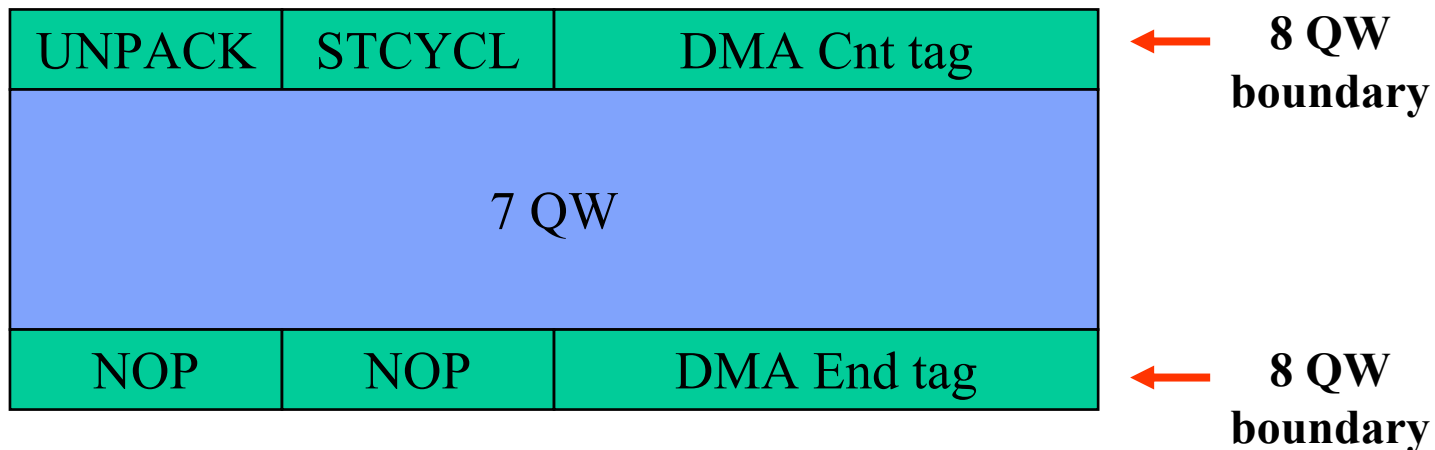 UNPACK STCYCL DMA Cnt tag
8 QW
boundary
7 QW
NOP NOP DMA End tag
8 QW
boundary